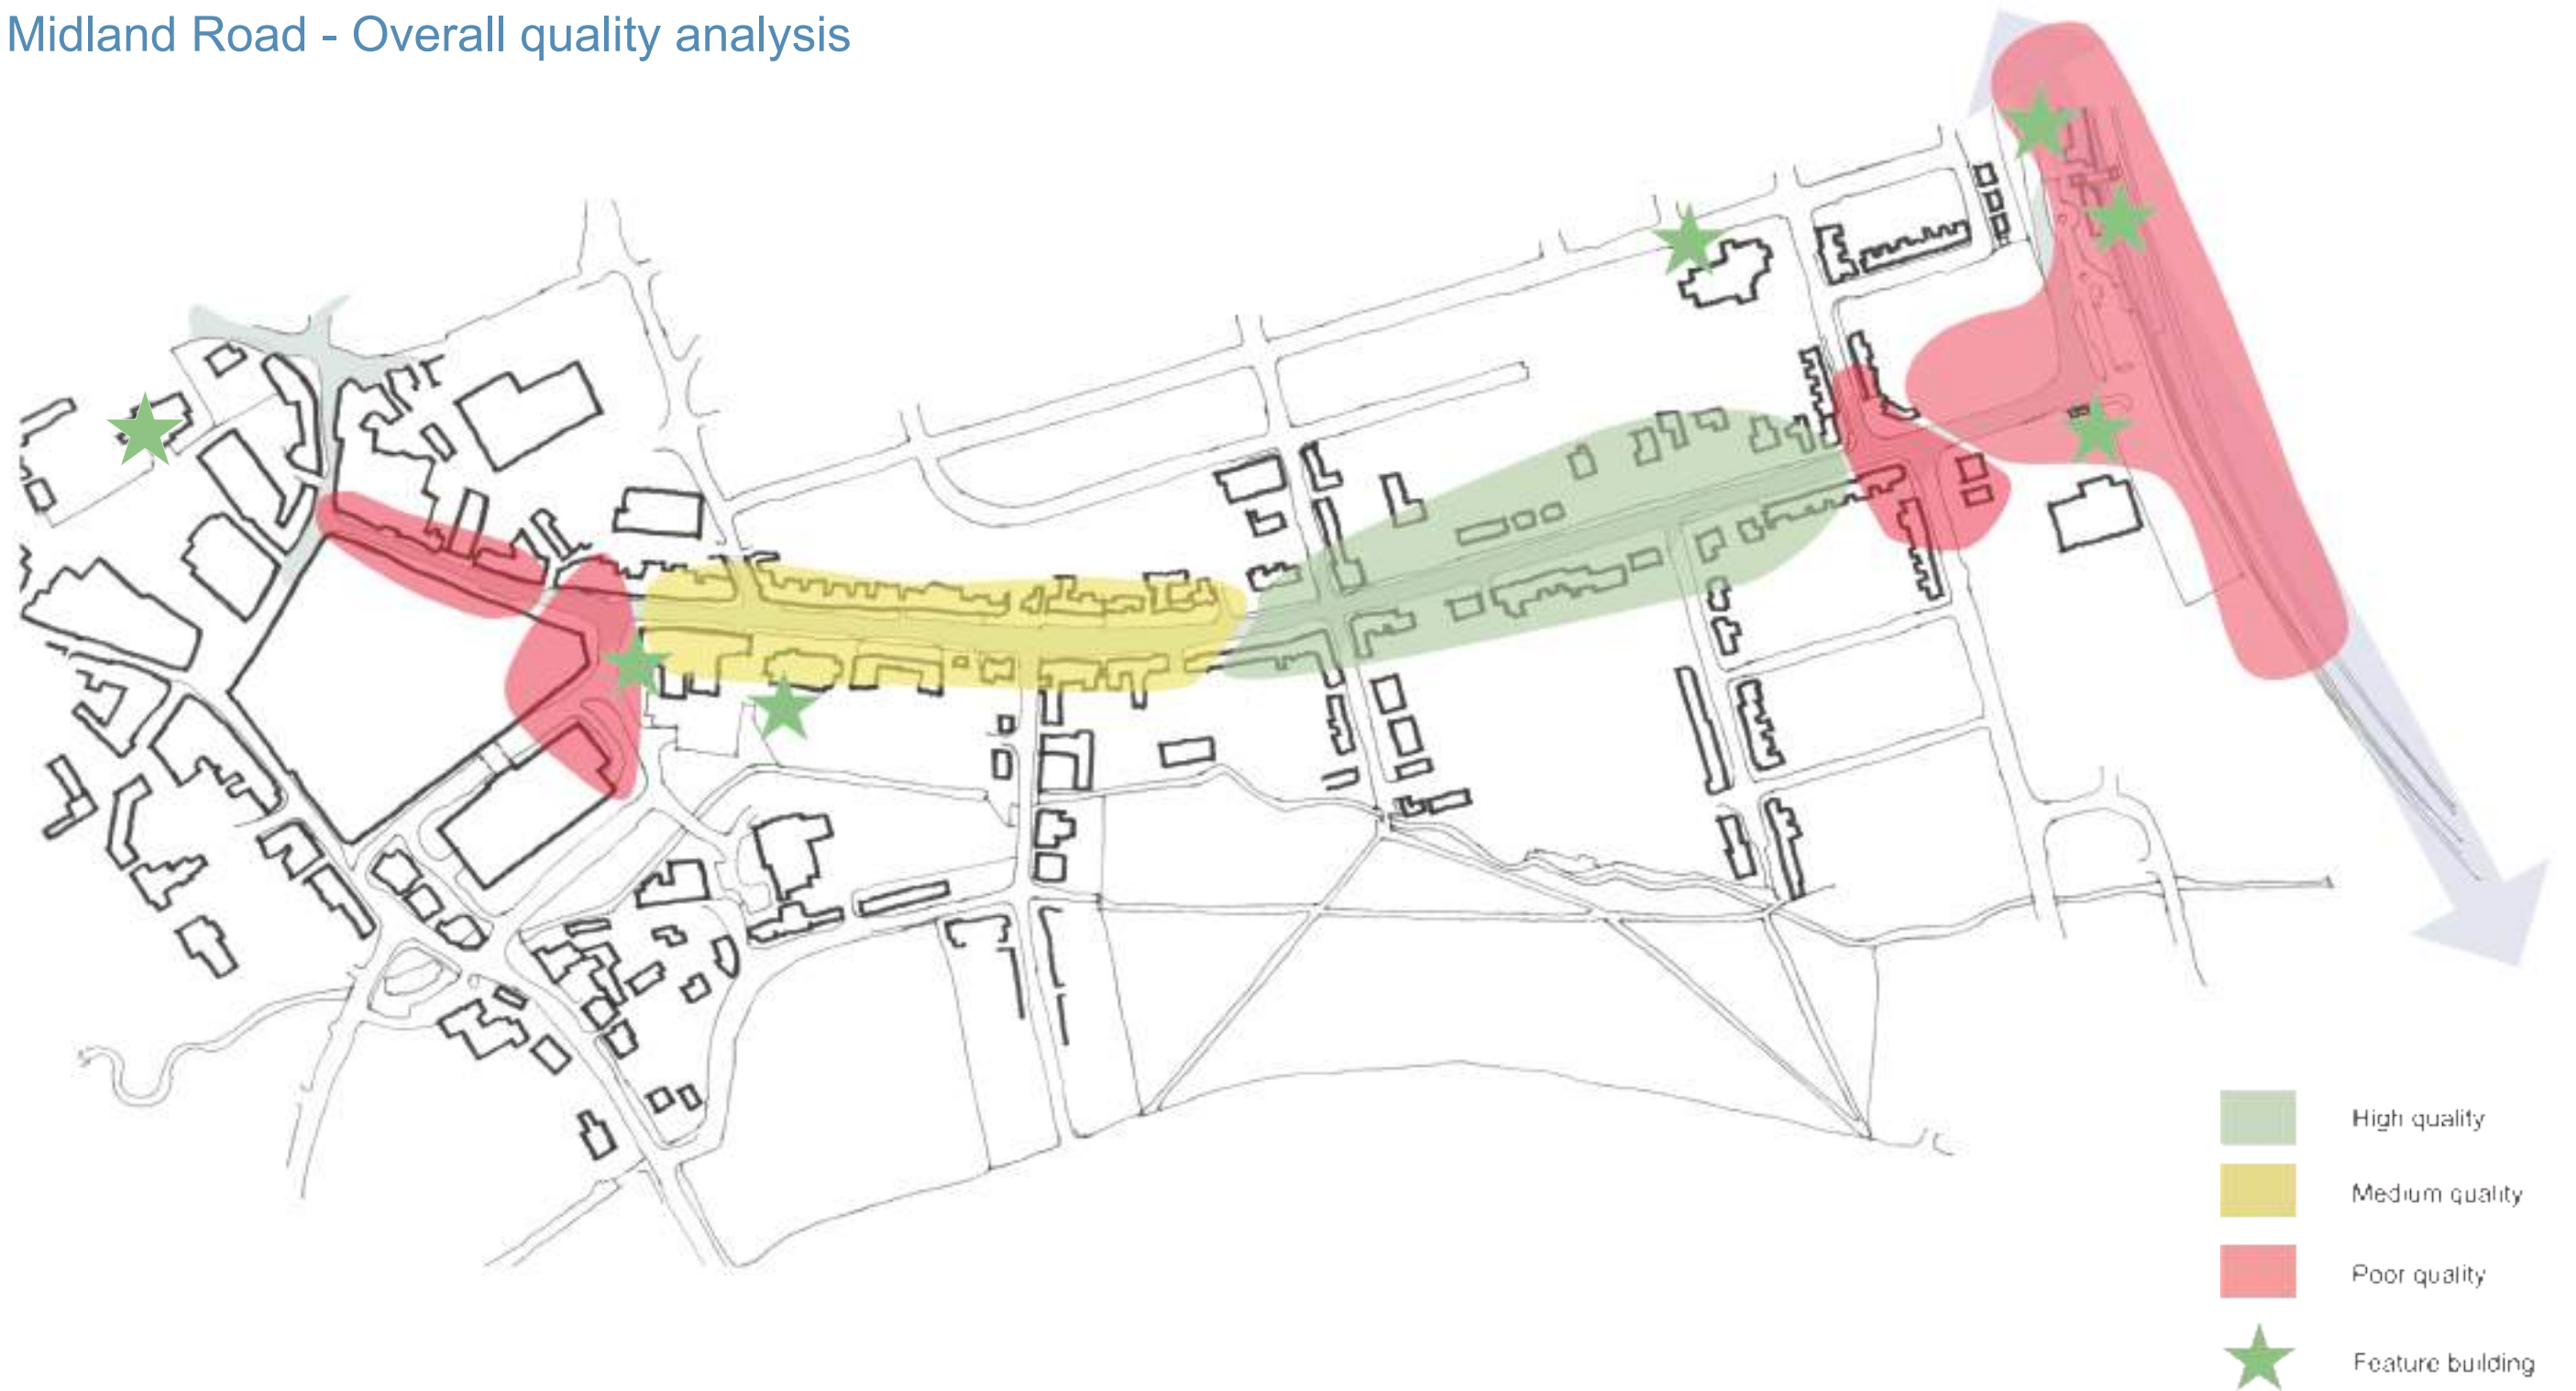 Midland Road - Overall quality analysis
High quality
Medium quality
Poor quality
Feature building